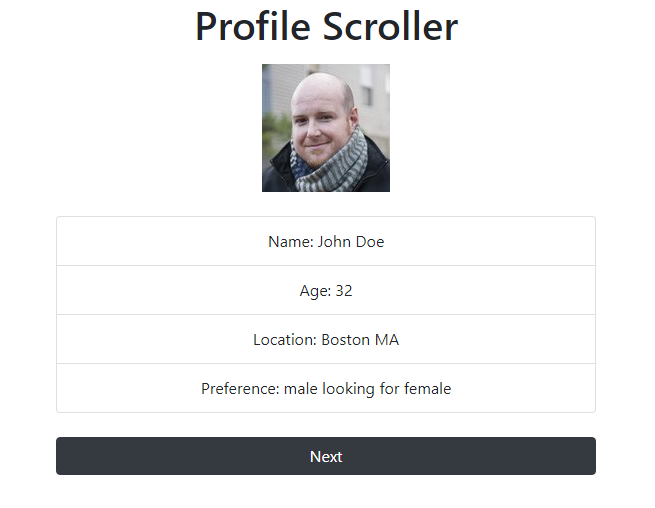 Profile Scroller
Name: John Doe
Age: 32
Location: Boston MA
Preference: male looking for female
Next